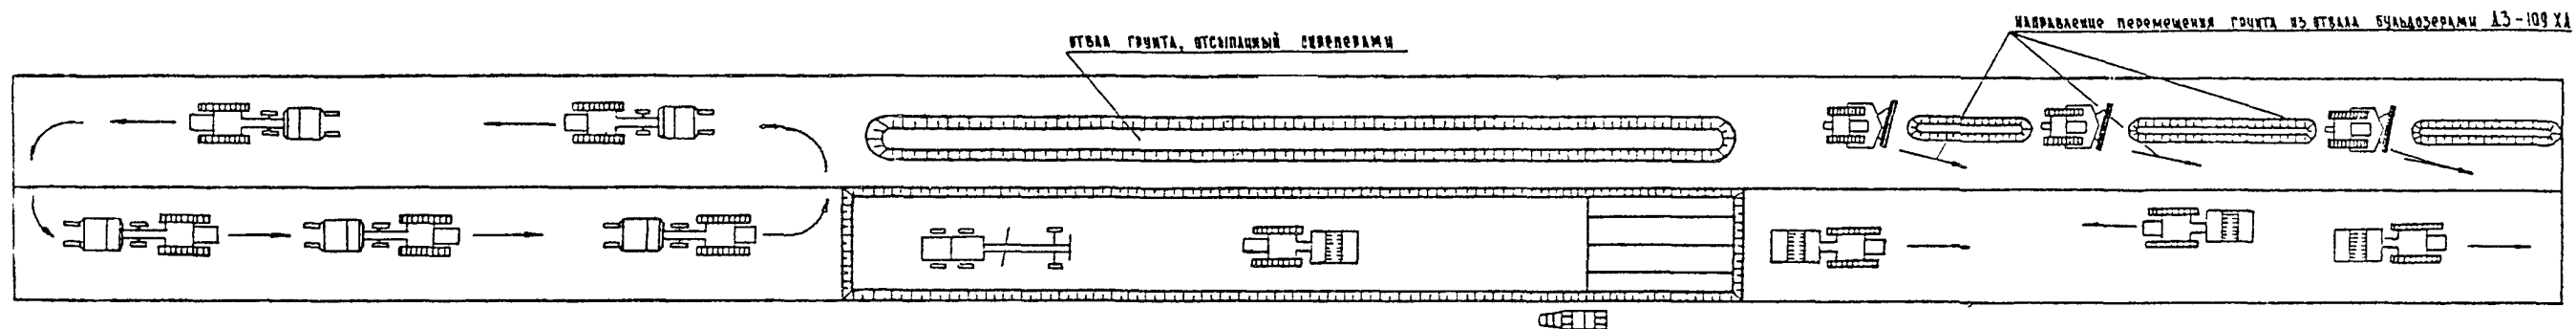 направление перемещения грунта из отвала бульдозерами ДЗ-109 ХЛ
отвал грунта, отсыпанный скреперами